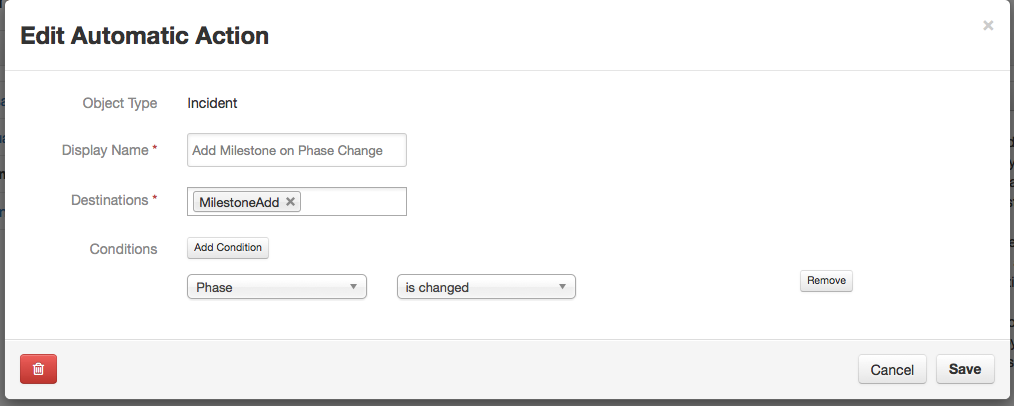 Edit Automatic Action
×
Object Type Incident
Display Name * Add Milestone on Phase Change
Destinations * MilestoneAdd ×
Conditions Add Condition
Phase is changed Remove
Cancel Save